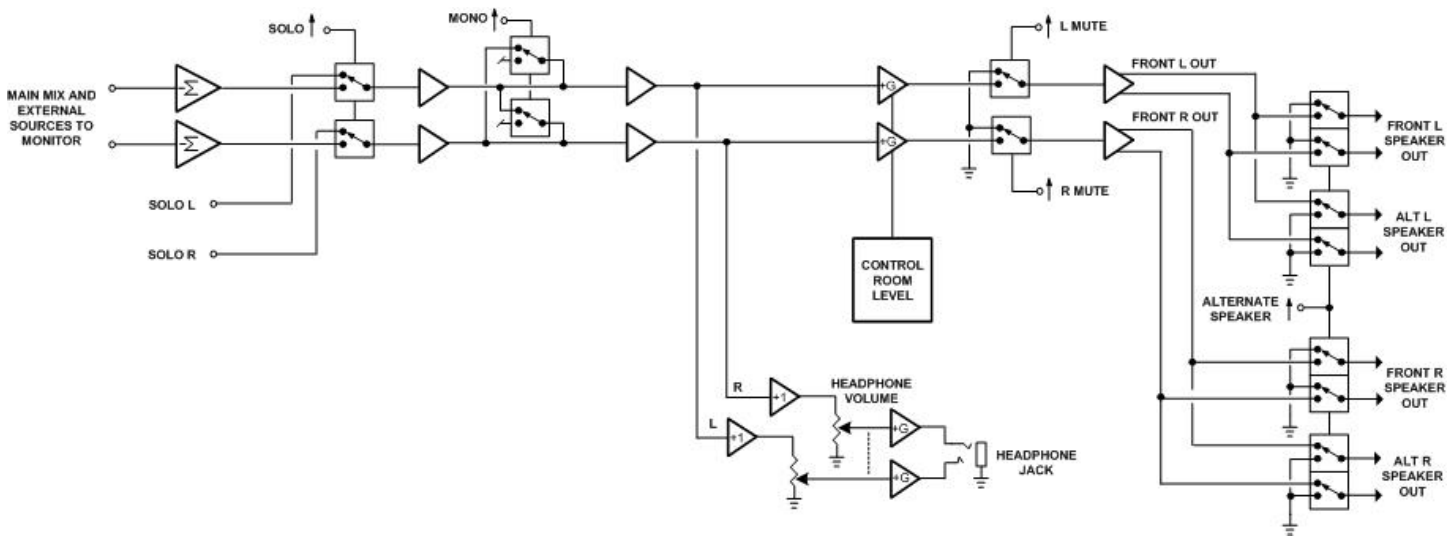 SOLO
MONO
L MUTE
MAIN MIX AND
EXTERNAL
SOURCES TO
MONITOR
−Σ
−Σ
+G
+G
FRONT L OUT
FRONT R OUT
FRONT L
SPEAKER
OUT
SOLO L
SOLO R
R MUTE
ALT L
SPEAKER
OUT
CONTROL
ROOM
LEVEL
ALTERNATE
SPEAKER
R
L
+1
+1
HEADPHONE
VOLUME
+G
+G
HEADPHONE
JACK
FRONT R
SPEAKER
OUT
ALT R
SPEAKER
OUT